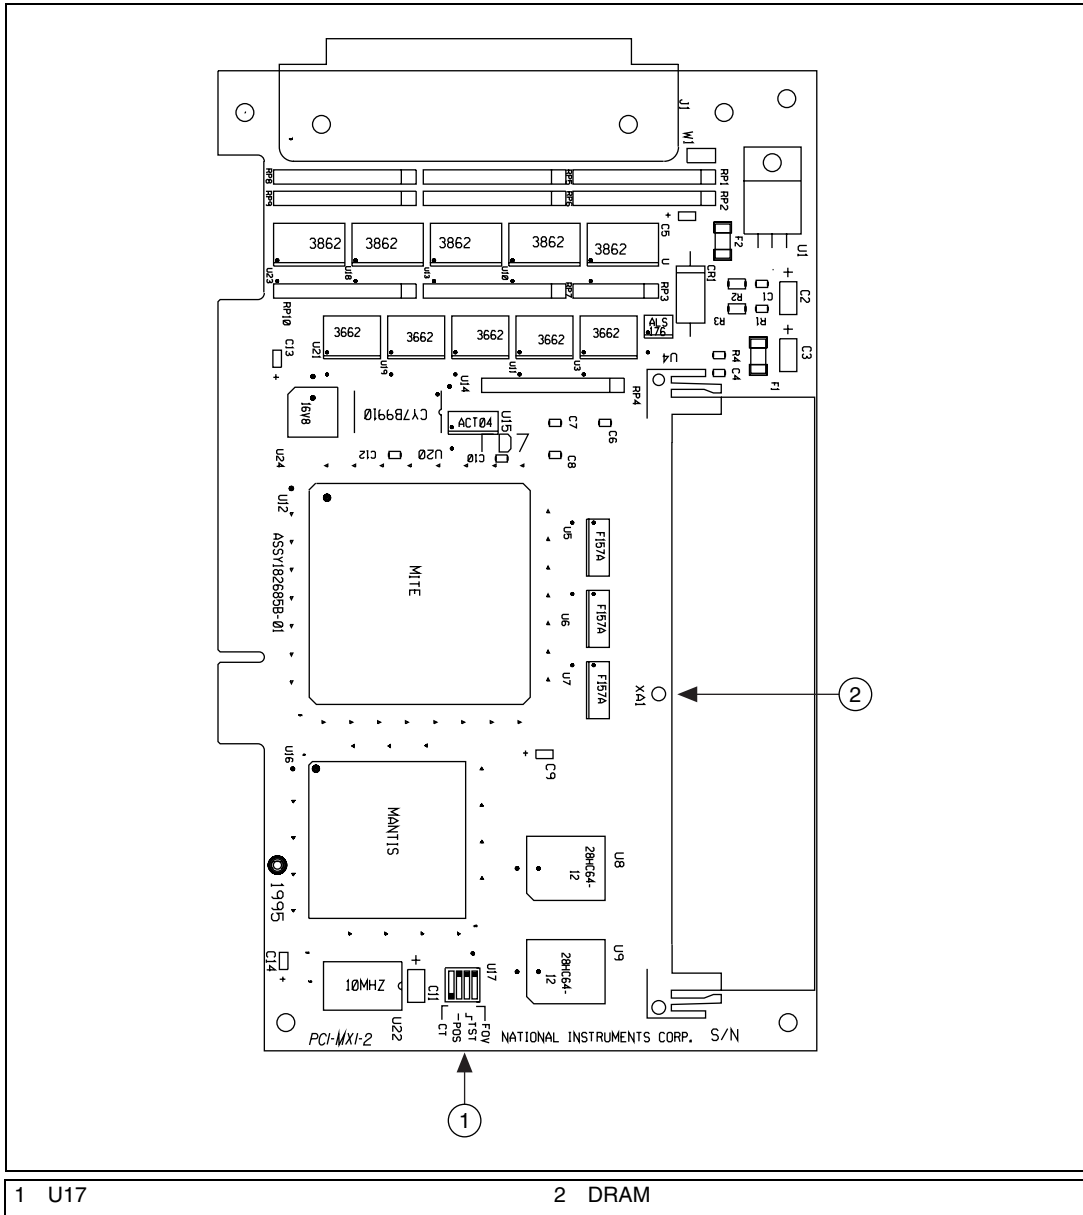 J1
W1
RP8
RP5
RP1
RP9
RP6
RP2
C5
F2
U1
3862
3862
3862
3862
3862
U
U23
U18
U13
U10
CR1
RP7
RP3
R2
C1
C2
RP10
R3
R1
C13
3662
3662
3662
3662
3662
ALS
176
U21
U19
U14
U11
U3
U4
R4
C4
C3
F1
RP4
16V8
CY7B9910
ACT04
U15
C7
C6
U24
C12
U20
C10
C8
U12
ASSY182685B-01
MITE
U5
F157A
U6
F157A
U7
F157A
XA1
2
U16
C9
MANTIS
1995
28HC64-
12
U8
28HC64-
12
U9
C14
10MHZ
C11
U17
U22
CT
POS
TST
FOV
PCI-MXI-2
NATIONAL INSTRUMENTS CORP.
S/N
1
1 U17
2 DRAM